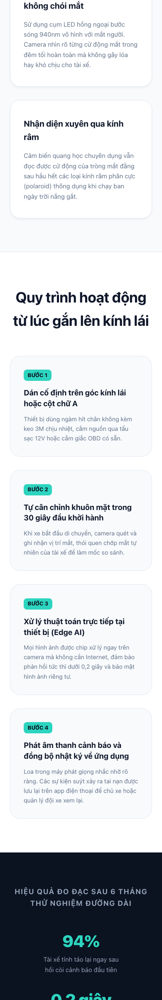 không chói mắt
Sử dụng cụm LED hồng ngoại bước
sóng 940nm vô hình với mắt người.
Camera nhìn rõ từng cử động mắt trong
đêm tối hoàn toàn mà không gây lóa
hay khó chịu cho tài xế.
Nhận diện xuyên qua kính
râm
Cảm biến quang học chuyên dụng vẫn
đọc được cử động của tròng mắt đằng
sau hầu hết các loại kính râm phân cực
(polaroid) thông dụng khi chạy ban
ngày trời nắng gắt.
Quy trình hoạt động
từ lúc gắn lên kính lái
BƯỚC 1
Dán cố định trên góc kính lái
hoặc cột chữ A
Thiết bị dùng ngàm hít chân không kèm
keo 3M chịu nhiệt, cắm nguồn qua tẩu
sạc 12V hoặc cắm giắc OBD có sẵn.
BƯỚC 2
Tự cân chỉnh khuôn mặt trong
30 giây đầu khởi hành
Khi xe bắt đầu di chuyển, camera quét và
ghi nhận vị trí mắt, thói quen chớp mắt tự
nhiên của tài xế để làm mốc so sánh.
BƯỚC 3
Xử lý thuật toán trực tiếp tại
thiết bị (Edge AI)
Mọi hình ảnh được chip xử lý ngay trên
camera mà không cần Internet, đảm bảo
phản hồi tức thì dưới 0,2 giây và bảo mật
hình ảnh riêng tư.
BƯỚC 4
Phát âm thanh cảnh báo và
đồng bộ nhật ký về ứng dụng
Loa trong máy phát giọng nhắc nhở rõ
ràng. Các sự kiện suýt xảy ra tai nạn được
lưu lại trên app điện thoại để chủ xe hoặc
quản lý đội xe xem lại.
HIỆU QUẢ ĐO ĐẠC SAU 6 THÁNG
THỬ NGHIỆM ĐƯỜNG DÀI
94%
Tài xế tỉnh táo lại ngay sau
hồi còi cảnh báo đầu tiên
0,2 giây